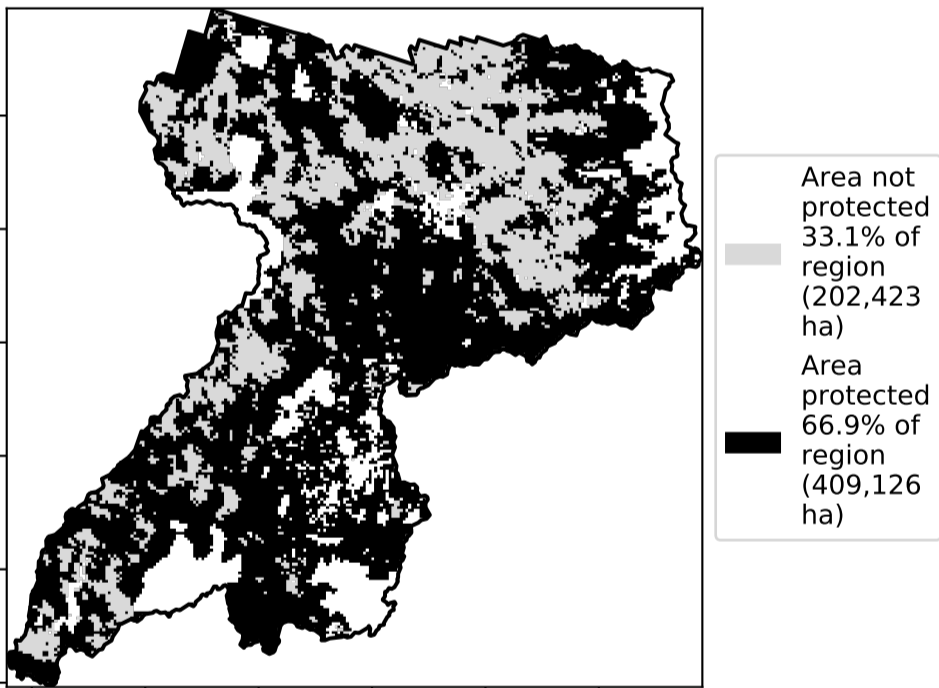 Area not
protected
33.1% of
region
(202,423
ha)
Area
protected
66.9% of
region
(409,126
ha)